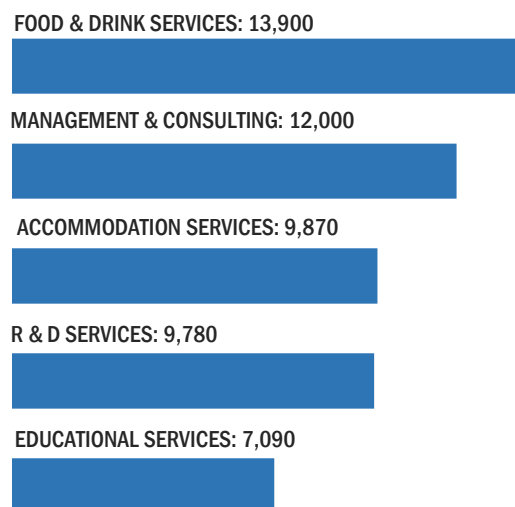 FOOD & DRINK SERVICES: 13,900
MANAGEMENT & CONSULTING: 12,000
ACCOMMODATION SERVICES: 9,870
R & D SERVICES: 9,780
EDUCATIONAL SERVICES: 7,090